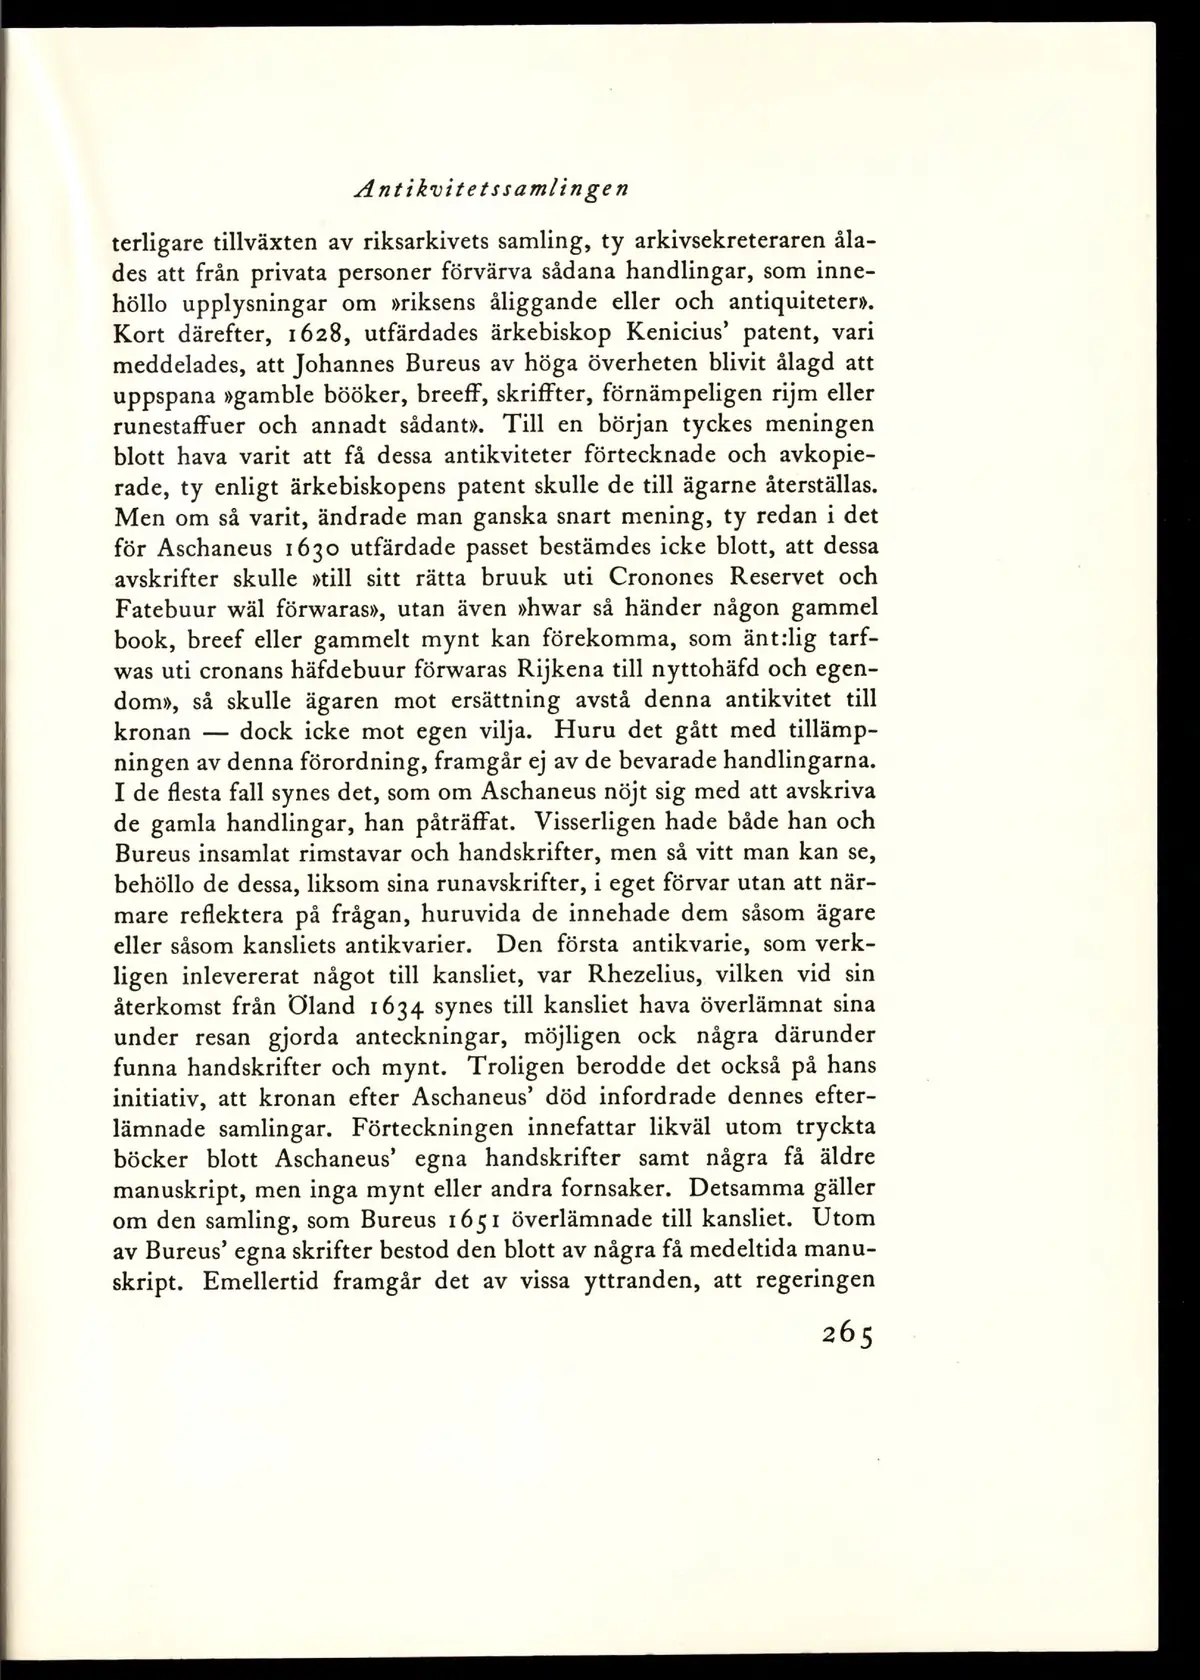 Antikvitetssamlingen
terligare tillväxten av riksarkivets samling, ty arkivsekreteraren åla-
des att från privata personer förvärva sådana handlingar, som inne-
höllo upplysningar om »riksens åliggande eller och antiquiteter».
Kort därefter, 1628, utfärdades ärkebiskop Kenicius’ patent, vari
meddelades, att Johannes Bureus av höga överheten blivit ålagd att
uppspana »gamble bööker, breeff, skriffter, förnämpeligen rijm eller
runestaffuer och annadt sådant». Till en början tyckes meningen
blott hava varit att få dessa antikviteter förtecknade och avkopie-
rade, ty enligt ärkebiskopens patent skulle de till ägarne återställas.
Men om så varit, ändrade man ganska snart mening, ty redan i det
för Aschaneus 1630 utfärdade passet bestämdes icke blott, att dessa
avskrifter skulle »till sitt rätta bruuk uti Cronones Reservet och
Fatebuur wäl förwaras», utan även »hwar så händer någon gammel
book, breef eller gammelt mynt kan förekomma, som änt:lig tarf-
was uti cronans häfdebuur förwaras Rijkena till nyttohäfd och egen-
dom», så skulle ägaren mot ersättning avstå denna antikvitet till
kronan — dock icke mot egen vilja. Huru det gått med tillämp-
ningen av denna förordning, framgår ej av de bevarade handlingarna.
I de flesta fall synes det, som om Aschaneus nöjt sig med att avskriva
de gamla handlingar, han påträffat. Visserligen hade både han och
Bureus insamlat rimstavar och handskrifter, men så vitt man kan se,
behöllo de dessa, liksom sina runavskrifter, i eget förvar utan att när-
mare reflektera på frågan, huruvida de innehade dem såsom ägare
eller såsom kansliets antikvarier. Den första antikvarie, som verk-
ligen inlevererat något till kansliet, var Rhezelius, vilken vid sin
återkomst från Öland 1634 synes till kansliet hava överlämnat sina
under resan gjorda anteckningar, möjligen ock några därunder
funna handskrifter och mynt. Troligen berodde det också på hans
initiativ, att kronan efter Aschaneus’ död infordrade dennes efter-
lämnade samlingar. Förteckningen innefattar likväl utom tryckta
böcker blott Aschaneus’ egna handskrifter samt några få äldre
manuskript, men inga mynt eller andra fornsaker. Detsamma gäller
om den samling, som Bureus 1651 överlämnade till kansliet. Utom
av Bureus’ egna skrifter bestod den blott av några få medeltida manu-
skript. Emellertid framgår det av vissa yttranden, att regeringen
265